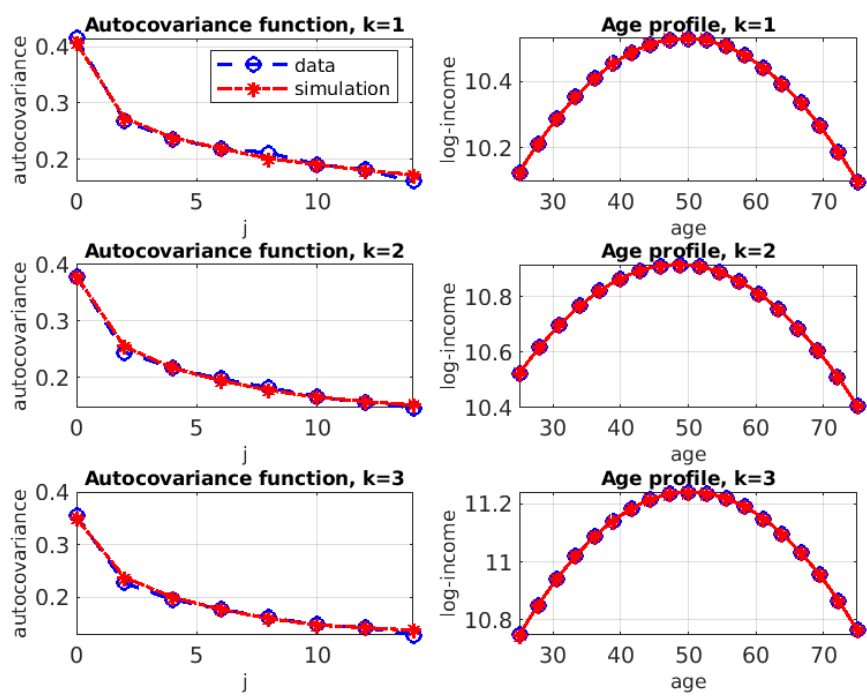 Autocovariance function, k=1
autocovariance
0.4
0.3
0.2
data
simulation
0 5 10
j
Age profile, k=1
log-income
10.4
10.2
30 40 50 60 70
age
Autocovariance function, k=2
autocovariance
0.4
0.3
0.2
0 5 10
j
Age profile, k=2
log-income
10.8
10.6
10.4
30 40 50 60 70
age
Autocovariance function, k=3
autocovariance
0.4
0.3
0.2
0 5 10
j
Age profile, k=3
log-income
11.2
11
10.8
30 40 50 60 70
age